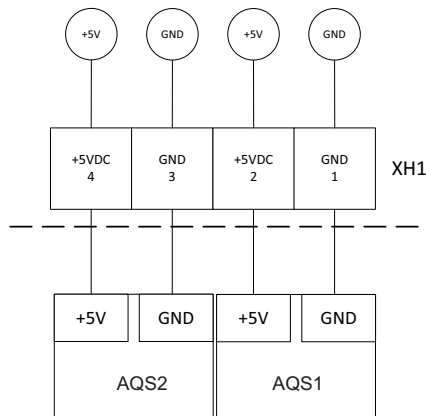 +5V GND +5V GND
+5VDC GND +5VDC GND
4 3 2 1
XH1
+5V GND +5V GND
AQS2 AQS1